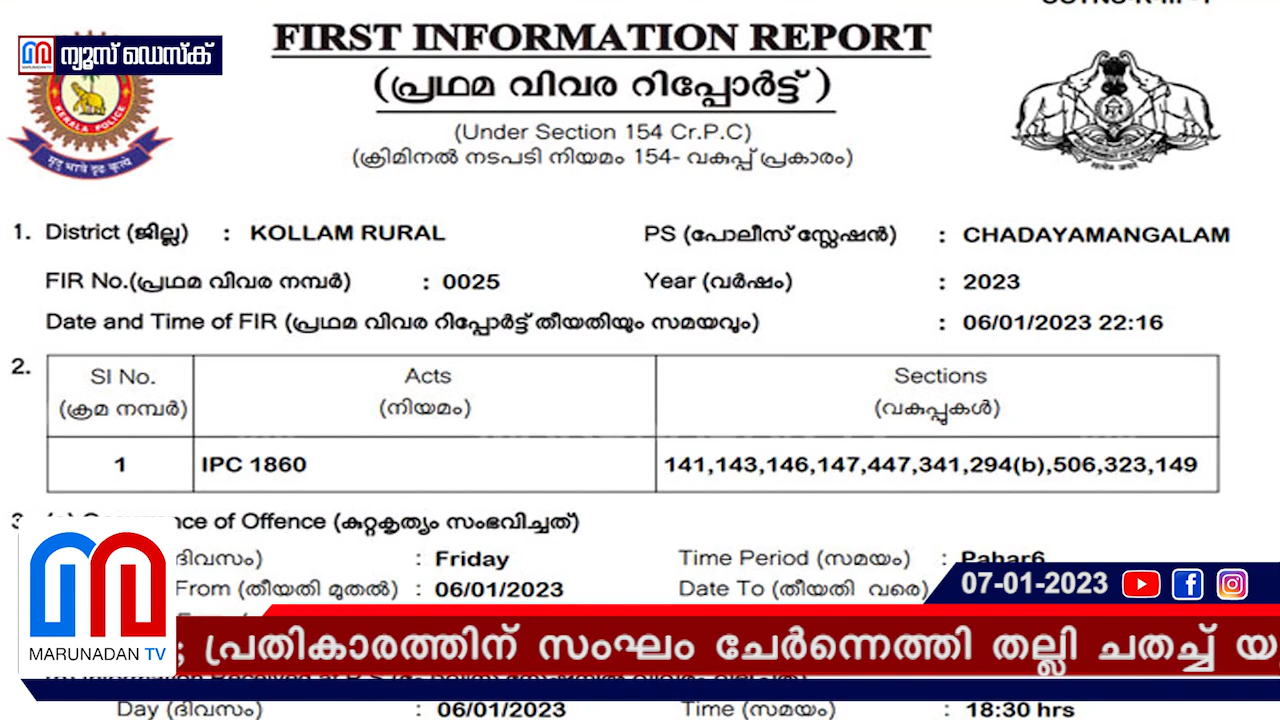 FIRST INFORMATION REPORT
MARUNADAN TV
ന്യൂസ് ഡെസ്ക്
(പ്രഥമ വിവര റിപ്പോർട്ട് )
KERALA POLICE
(Under Section 154 Cr.P.C)
(ക്രിമിനൽ നടപടി നിയമം 154- വകുപ്പ് പ്രകാരം)
1. District (ജില്ല) : KOLLAM RURAL PS (പോലീസ് സ്റ്റേഷൻ) : CHADAYAMANGALAM
FIR No.(പ്രഥമ വിവര നമ്പർ) : 0025 Year (വർഷം) : 2023
Date and Time of FIR (പ്രഥമ വിവര റിപ്പോർട്ട് തീയതിയും സമയവും) : 06/01/2023 22:16
2. SI No. Acts Sections
(ക്രമ നമ്പർ) (നിയമം) (വകുപ്പുകൾ)
1 IPC 1860 141,143,146,147,447,341,294(b),506,323,149
of Offence (കുറ്റകൃത്യം സംഭവിച്ചത്)
(ദിവസം) : Friday Time Period (സമയം) : Pahar6
From (തീയതി മുതൽ) : 06/01/2023 Date To (തീയതി വരെ)
07-01-2023
; പ്രതികാരത്തിന് സംഘം ചേർന്നെത്തി തല്ലി ചതച്ച്
MARUNADAN TV
Day (ദിവസം) : 06/01/2023 Time (സമയം) : 18:30 hrs